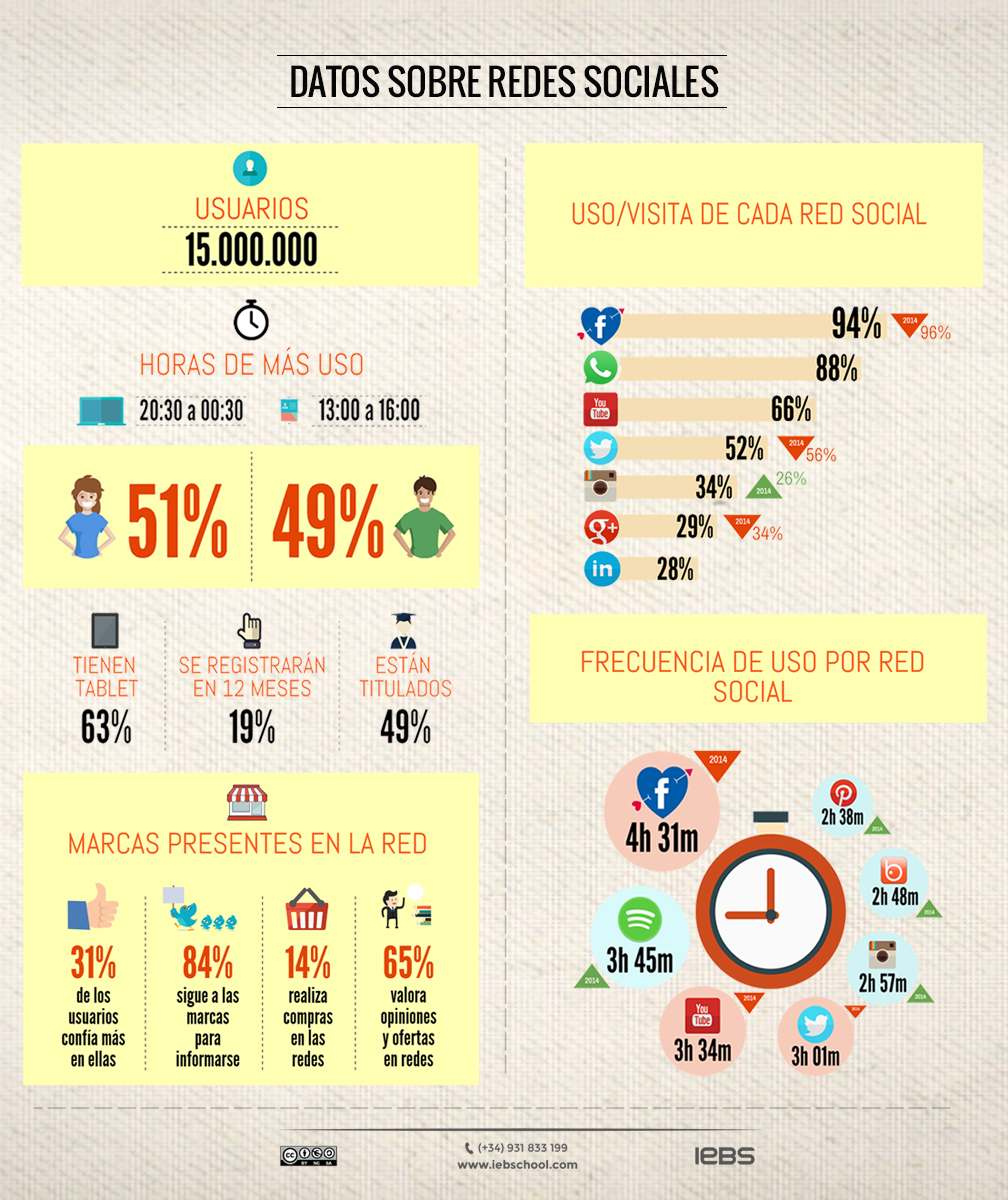 DATOS SOBRE REDES SOCIALES
USUARIOS
15.000.000
HORAS DE MÁS USO
20:30 a 00:30
13:00 a 16:00
51%
49%
TIENEN
TABLET
63%
SE REGISTRARÁN
EN 12 MESES
19%
ESTÁN
TITULADOS
49%
MARCAS PRESENTES EN LA RED
31%
de los
usuarios
confía más
en ellas
84%
sigue a las
marcas
para
informarse
14%
realiza
compras
en las
redes
65%
valora
opiniones
y ofertas
en redes
USO/VISITA DE CADA RED SOCIAL
f
94%
2014
96%
88%
You
Tube
66%
52%
2014
56%
34%
2014
26%
g+
29%
2014
34%
in
28%
FRECUENCIA DE USO POR RED
SOCIAL
f
4h 31m
2014
2h 38m
2014
2h 48m
2014
2h 57m
2014
3h 01m
2014
You
Tube
3h 34m
2014
3h 45m
2014
cc
BY NC SA
(+34) 931 833 199
www.iebschool.com
IEBS